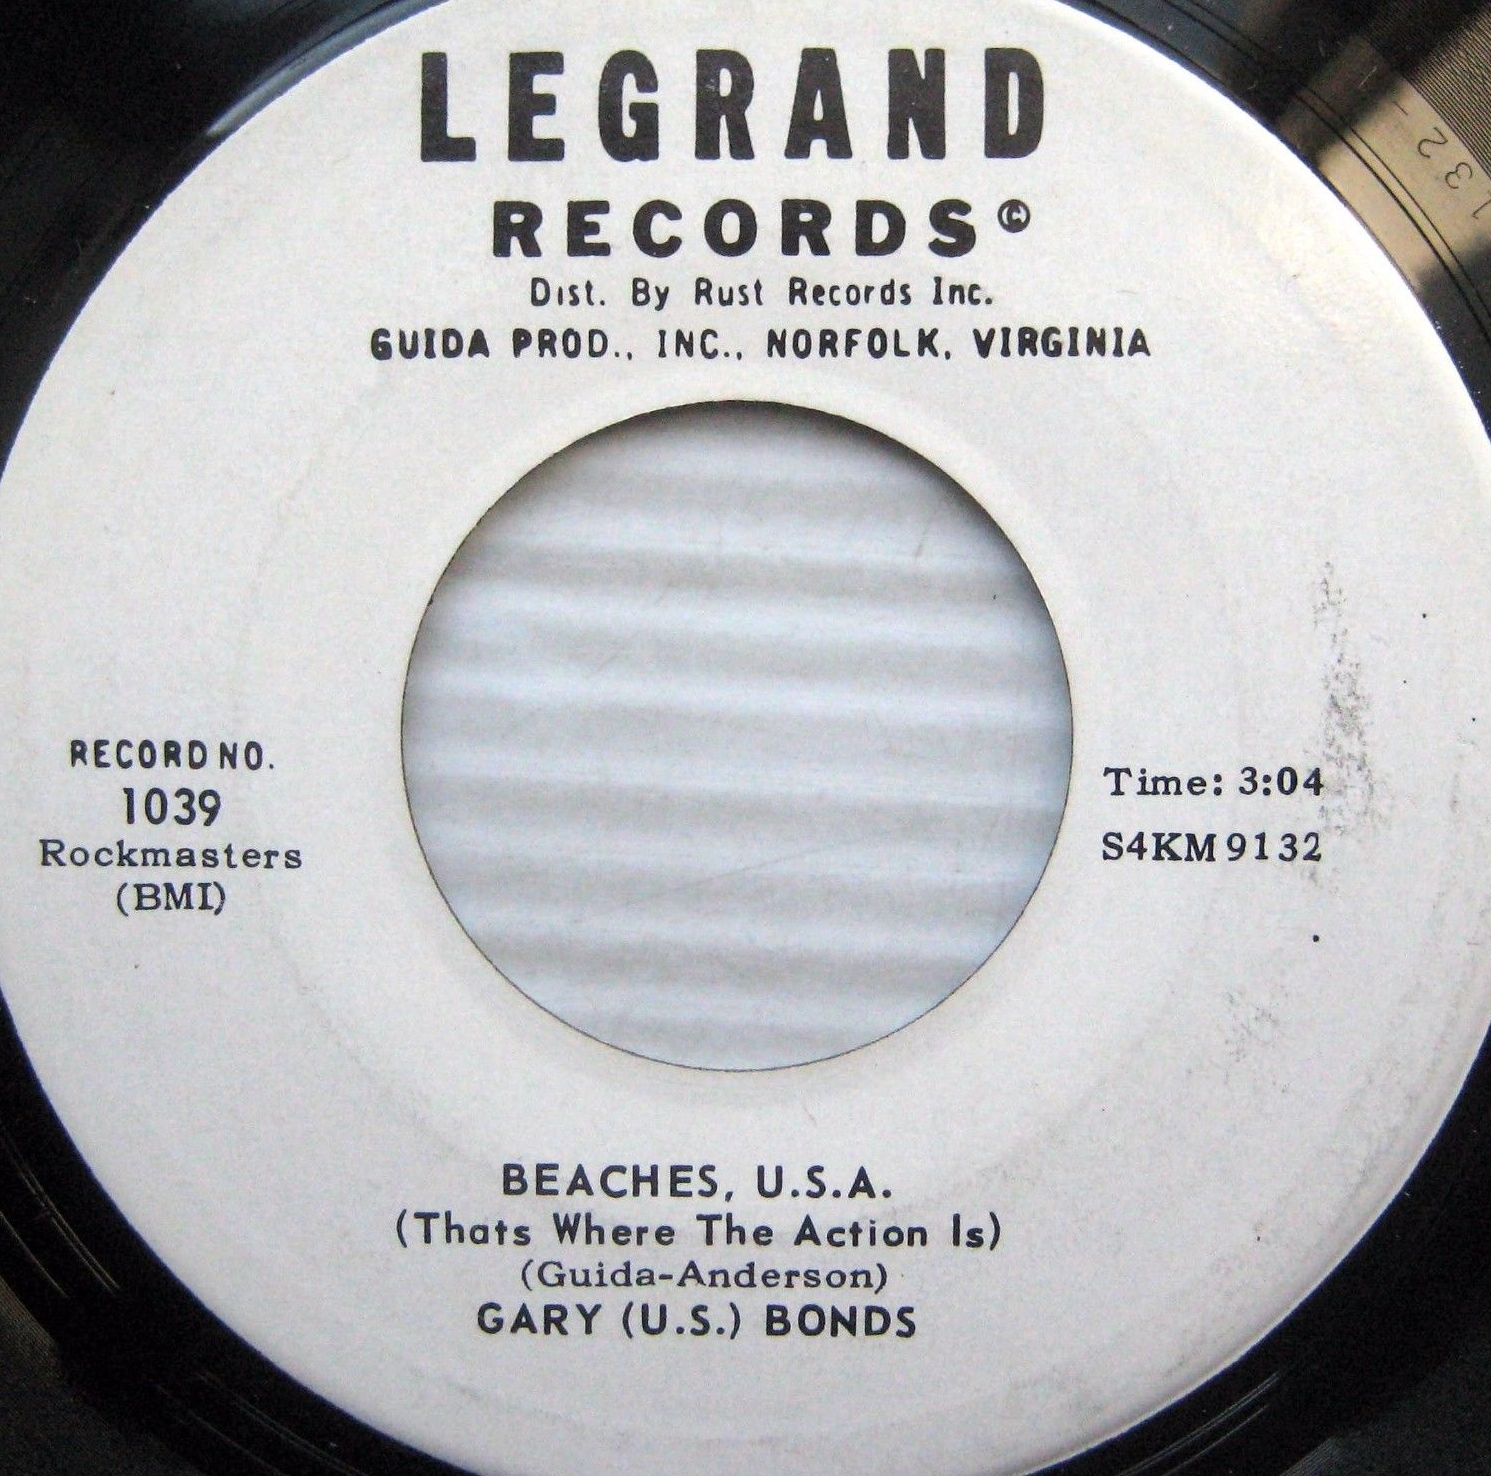 LEGRAND
RECORDS ©
Dist. By Rust Records Inc.
GUIDA PROD., INC., NORFOLK, VIRGINIA
RECORD NO.
1039
Rockmasters
(BMI)
Time: 3:04
S4KM 9132
BEACHES, U.S.A.
(Thats Where The Action Is)
(Guida-Anderson)
GARY (U.S.) BONDS